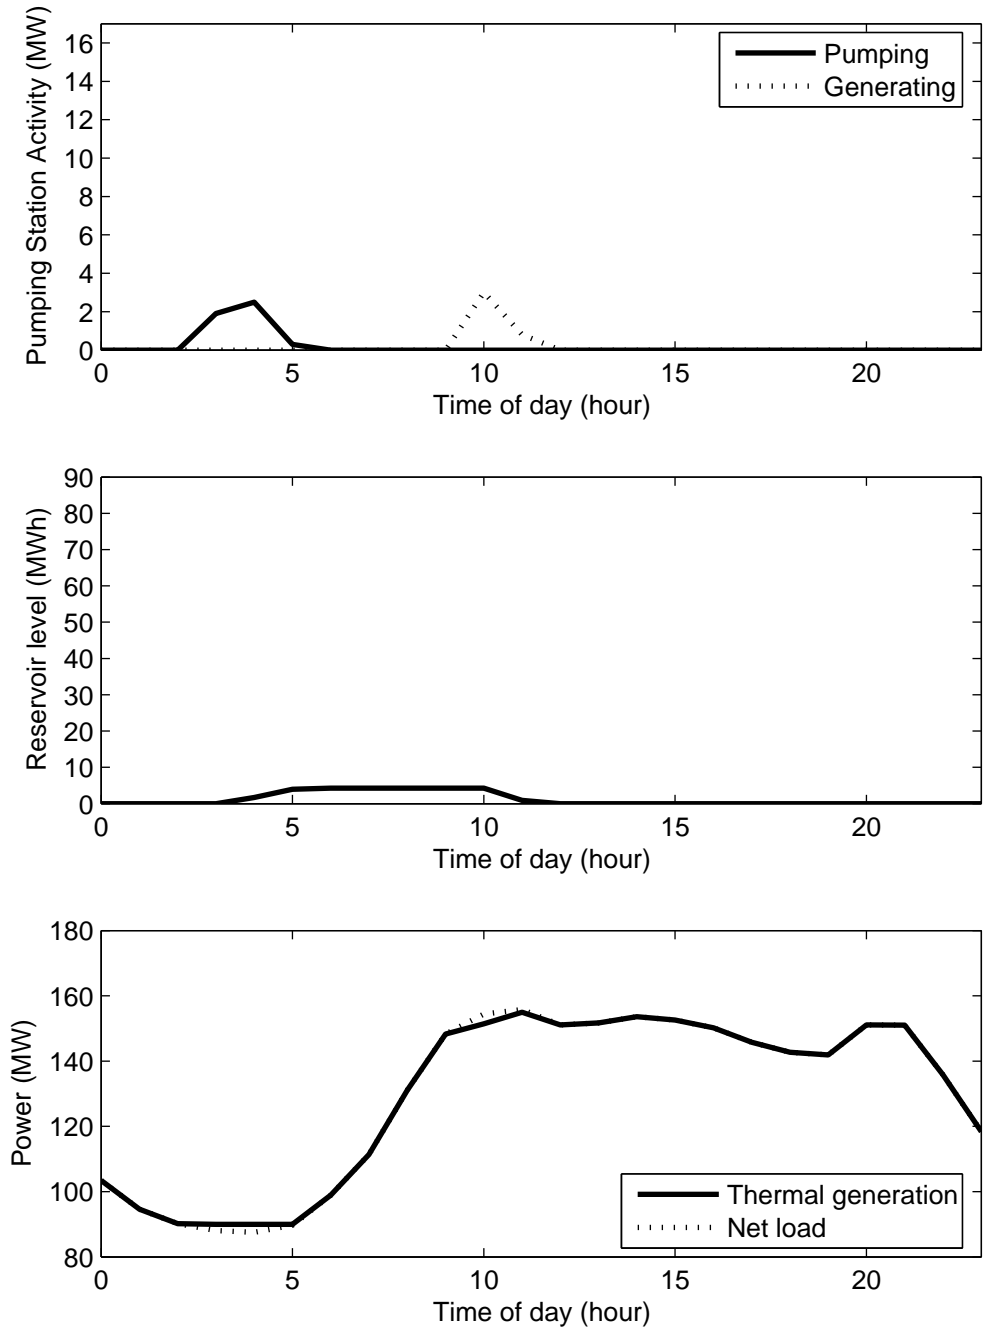 Pumping Station Activity (MW)
16
14
12
10
8
6
4
2
0
Pumping
Generating
0 5 10 15 20
Time of day (hour)
Reservoir level (MWh)
90
80
70
60
50
40
30
20
10
0
0 5 10 15 20
Time of day (hour)
Power (MW)
180
160
140
120
100
80
Thermal generation
Net load
0 5 10 15 20
Time of day (hour)